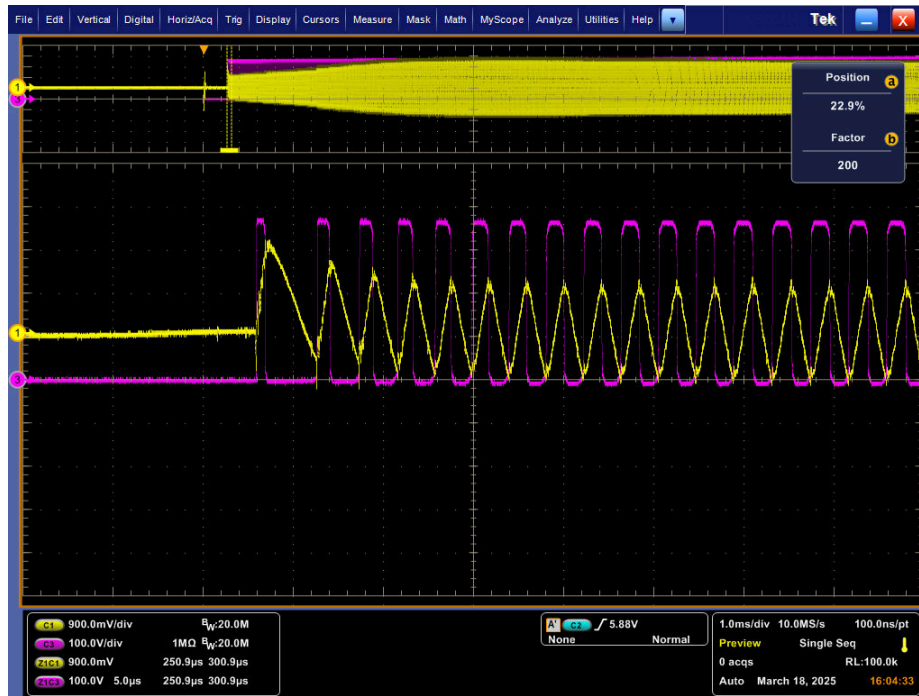 File Edit Vertical Digital Horiz/Acq Trig Display Cursors Measure Mask Math MyScope Analyze Utilities Help Tek X
Position a
22.9%
Factor b
200
1
3
1
3
C1 900.0mV/div BW:20.0M
C3 100.0V/div 1MΩ BW:20.0M
Z1C1 900.0mV 250.9µs 300.9µs
Z1C3 100.0V 5.0µs 250.9µs 300.9µs
A' C2 5.88V
None Normal
1.0ms/div 10.0MS/s 100.0ns/pt
Preview Single Seq
0 acqs RL:100.0k
Auto March 18, 2025 16:04:33